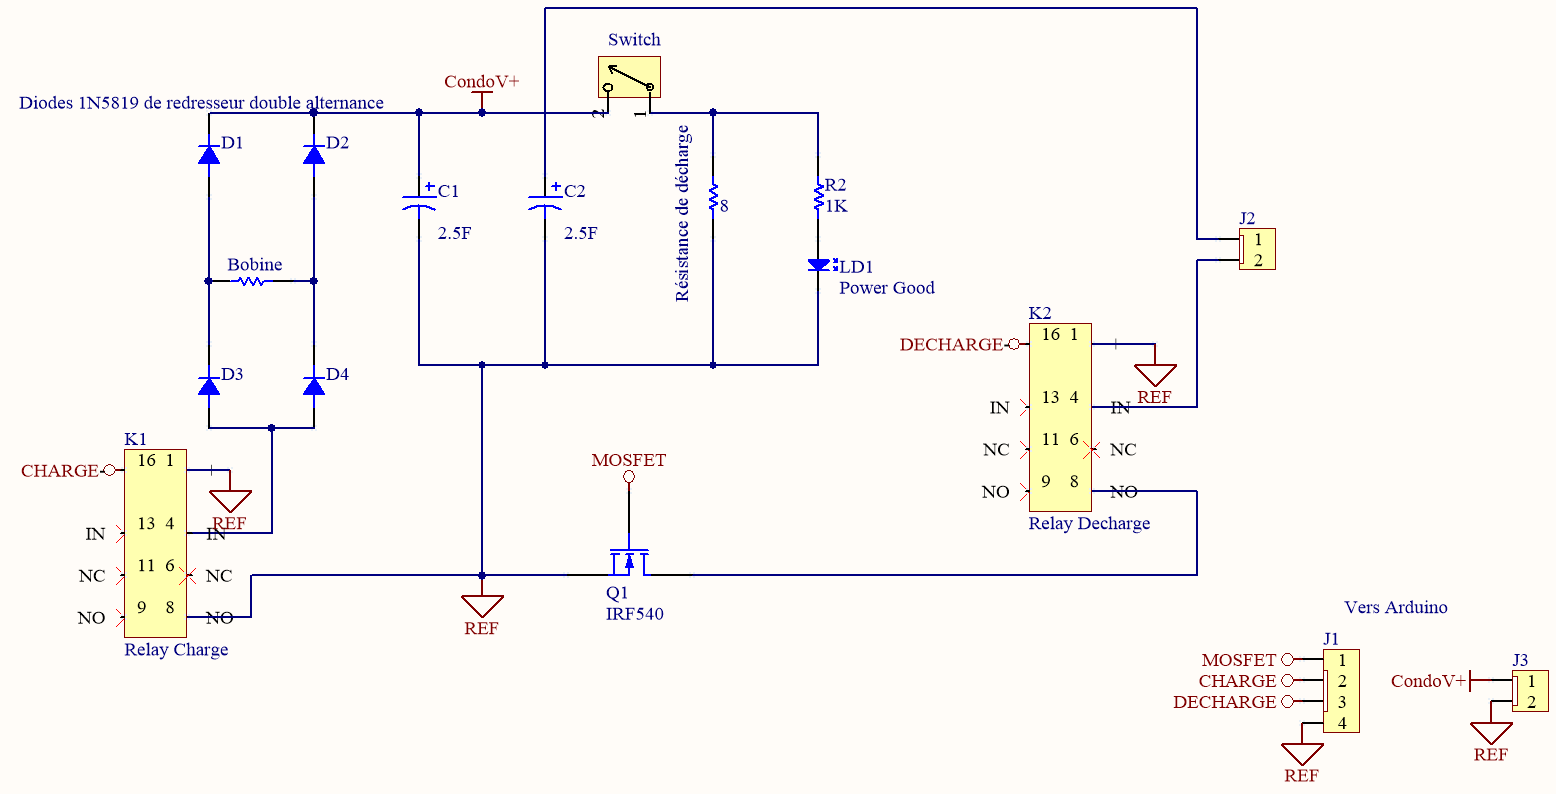 Switch
CondoV+
Diodes 1N5819 de redresseur double alternance
2
1
D1
D2
Résistance de décharge
+
C1
2.5F
+
C2
2.5F
8
R2
1K
J2
1
2
Bobine
LD1
Power Good
K2
DECHARGE
16 1
REF
IN
13 4
IN
NC
11 6
NC
NO
9 8
NO
Relay Decharge
D3
D4
K1
CHARGE
16 1
REF
IN
13 4
IN
NC
11 6
NC
NO
9 8
NO
Relay Charge
MOSFET
Q1
IRF540
REF
Vers Arduino
J1
MOSFET
1
CHARGE
2
DECHARGE
3
4
REF
J3
CondoV+
1
2
REF